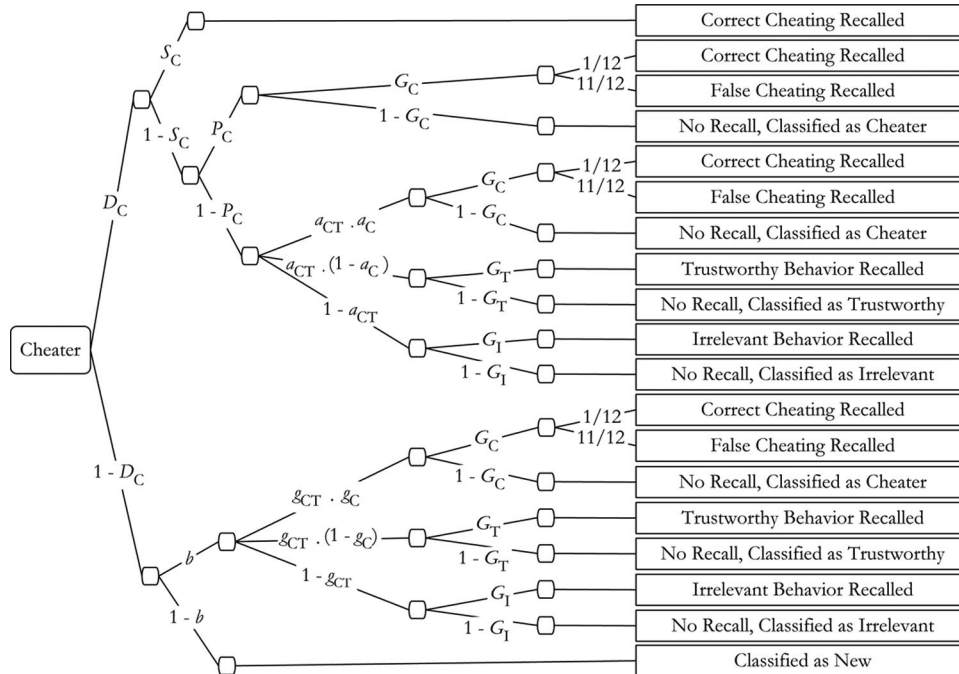 Correct Cheating Recalled
S_C
Correct Cheating Recalled
1/12
G_C
11/12
False Cheating Recalled
1 - G_C
No Recall, Classified as Cheater
1 - S_C
P_C
Correct Cheating Recalled
1/12
G_C
11/12
False Cheating Recalled
D_C
1 - P_C
a_CT . a_C
1 - G_C
No Recall, Classified as Cheater
a_CT . (1 - a_C)
G_T
Trustworthy Behavior Recalled
1 - G_T
No Recall, Classified as Trustworthy
1 - a_CT
G_I
Irrelevant Behavior Recalled
Cheater
1 - G_I
No Recall, Classified as Irrelevant
Correct Cheating Recalled
1/12
G_C
11/12
False Cheating Recalled
1 - D_C
1 - G_C
No Recall, Classified as Cheater
g_CT . g_C
G_T
Trustworthy Behavior Recalled
g_CT . (1 - g_C)
b
1 - G_T
No Recall, Classified as Trustworthy
1 - g_CT
G_I
Irrelevant Behavior Recalled
1 - b
1 - G_I
No Recall, Classified as Irrelevant
Classified as New